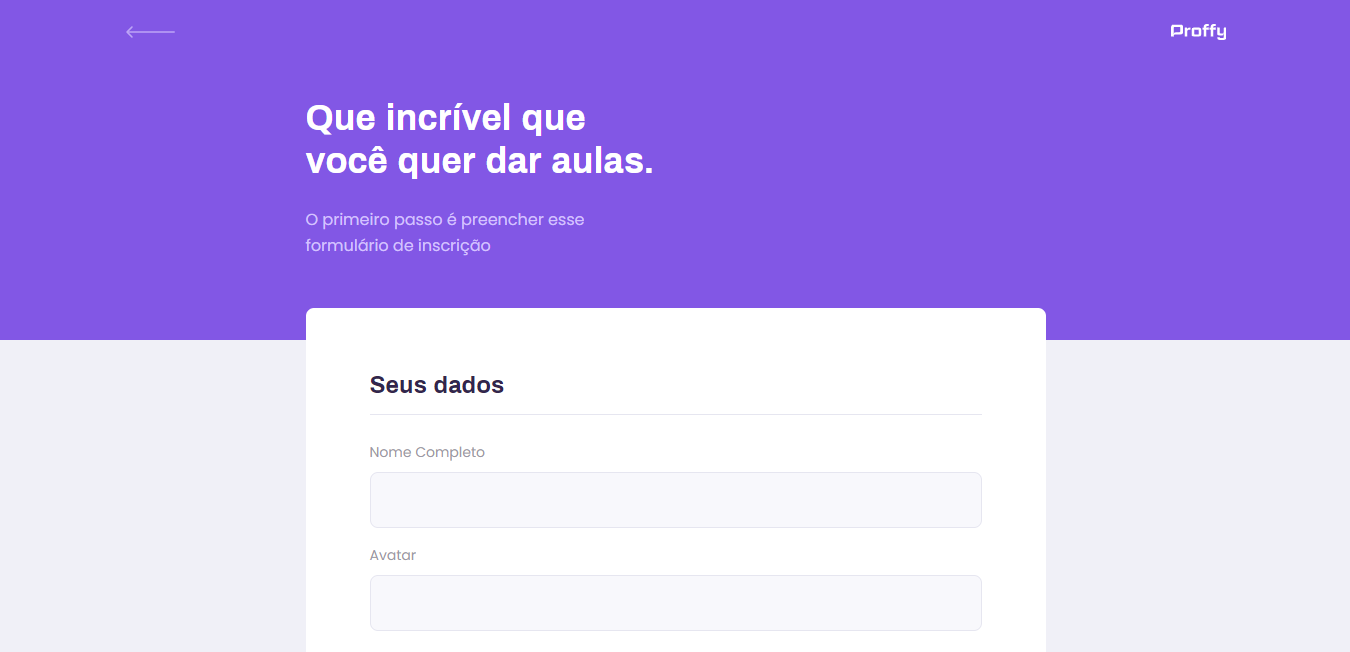 Proffy
Que incrível que
você quer dar aulas.
O primeiro passo é preencher esse
formulário de inscrição
Seus dados
Nome Completo
Avatar